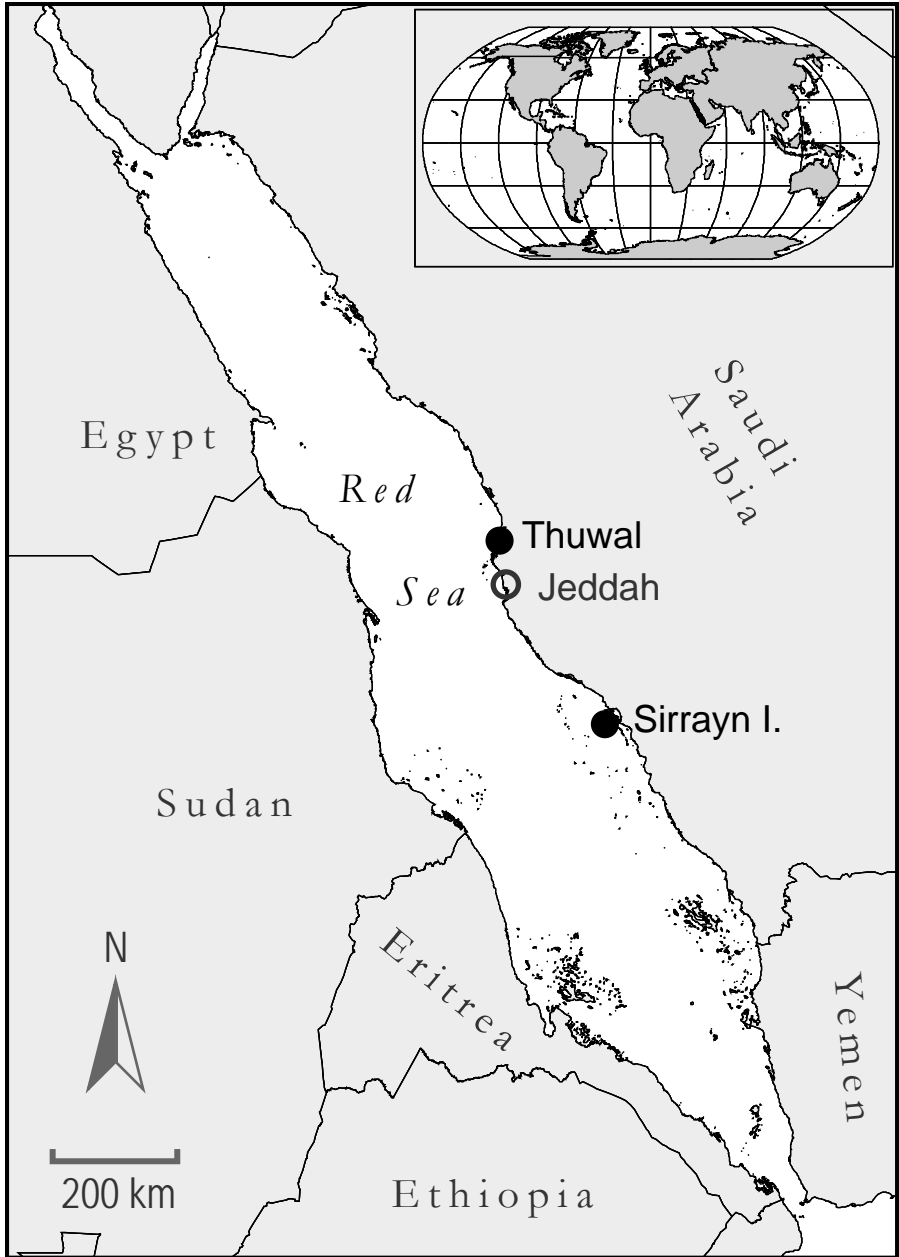 Saudi
Arabia
Egypt
Red
Thuwal
Sea
Jeddah
Sirrayn I.
Sudan
N
Eritrea
Yemen
200 km
Ethiopia